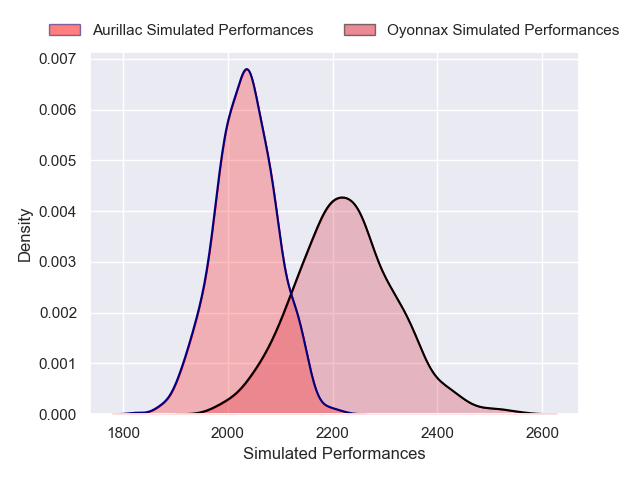 Aurillac Simulated Performances Oyonnax Simulated Performances
0.007
0.006
0.005
0.004
0.003
0.002
0.001
0.000
Density
1800 2000 2200 2400 2600
Simulated Performances